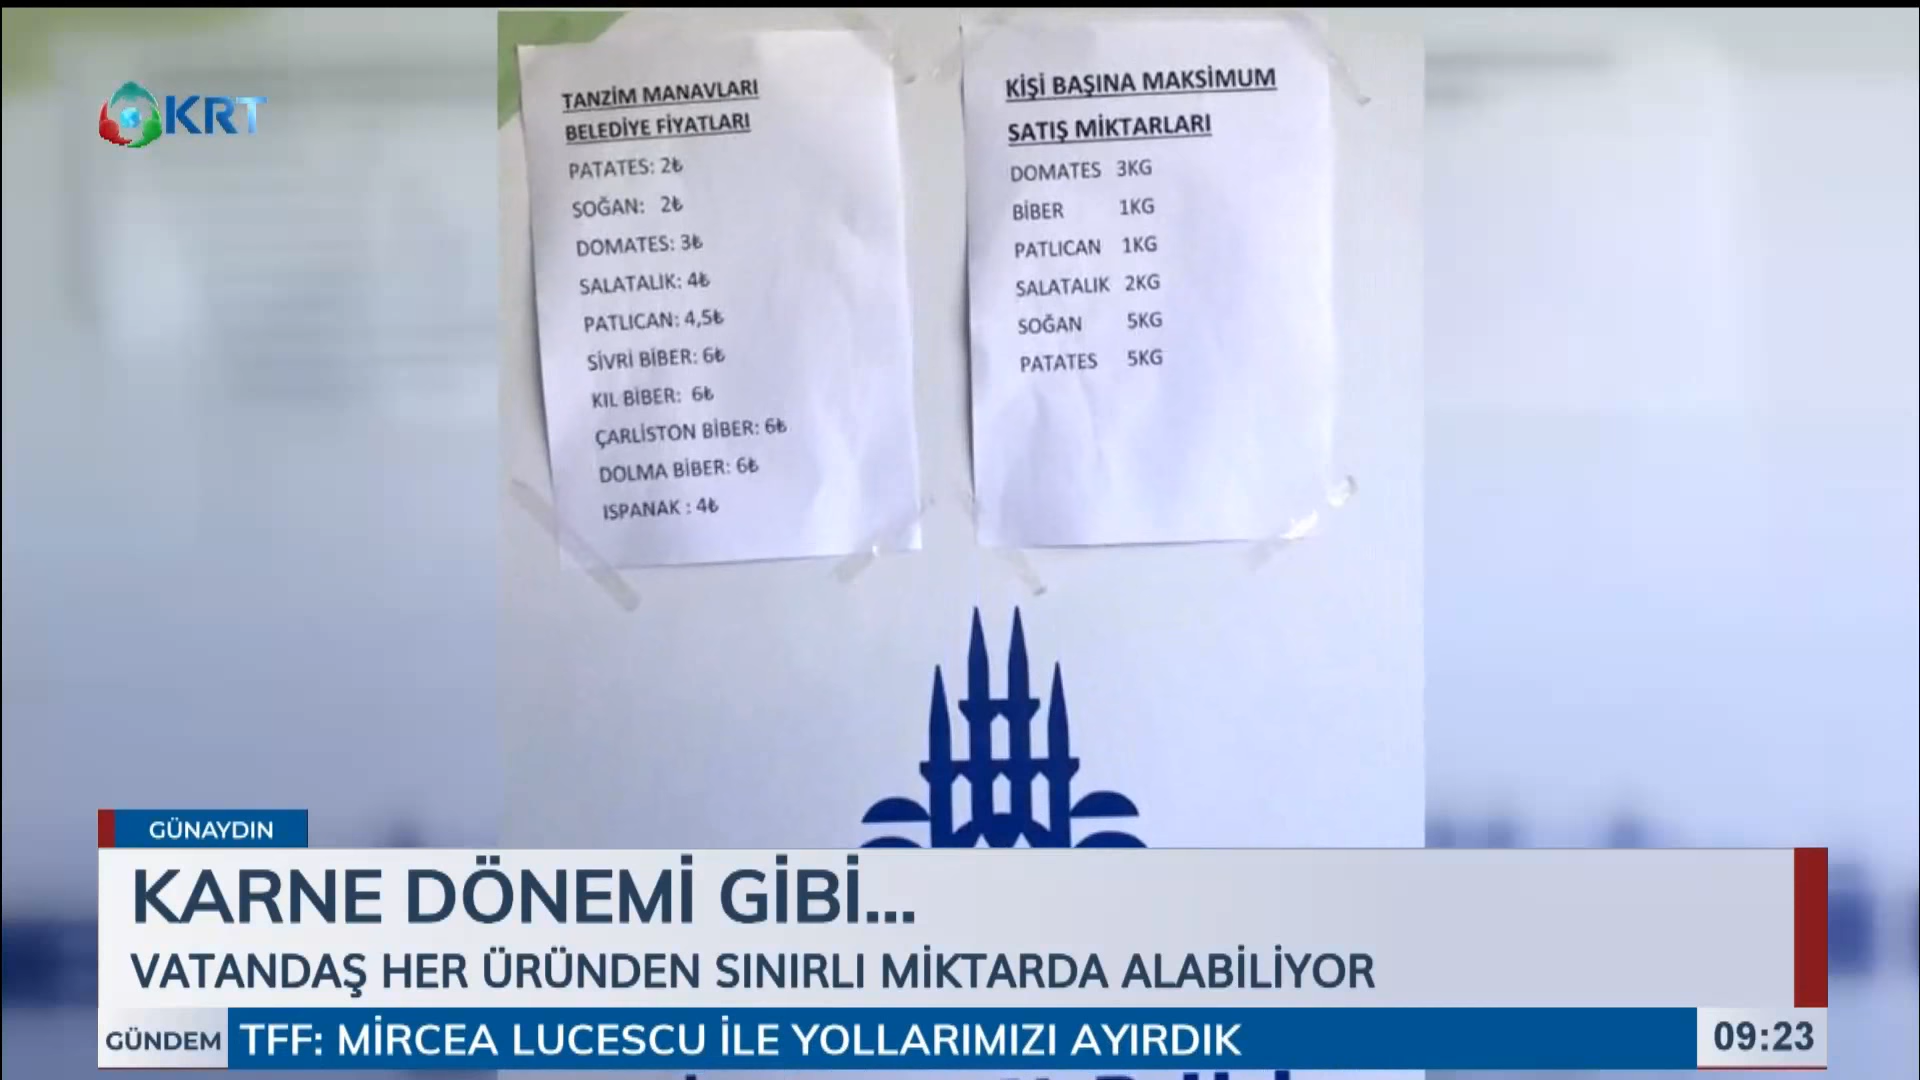 KRT
TANZİM MANAVLARI
BELEDİYE FİYATLARI
PATATES: 2₺
SOĞAN: 2₺
DOMATES: 3₺
SALATALIK: 4₺
PATLICAN: 4,5₺
SİVRİ BİBER: 6₺
KIL BİBER: 6₺
ÇARLİSTON BİBER: 6₺
DOLMA BİBER: 6₺
ISPANAK : 4₺
KİŞİ BAŞINA MAKSİMUM
SATIŞ MİKTARLARI
DOMATES 3KG
BİBER 1KG
PATLICAN 1KG
SALATALIK 2KG
SOĞAN 5KG
PATATES 5KG
GÜNAYDIN
KARNE DÖNEMİ GİBİ...
VATANDAŞ HER ÜRÜNDEN SINIRLI MİKTARDA ALABİLİYOR
GÜNDEM TFF: MİRCEA LUCESCU İLE YOLLARIMIZI AYIRDIK 09:23